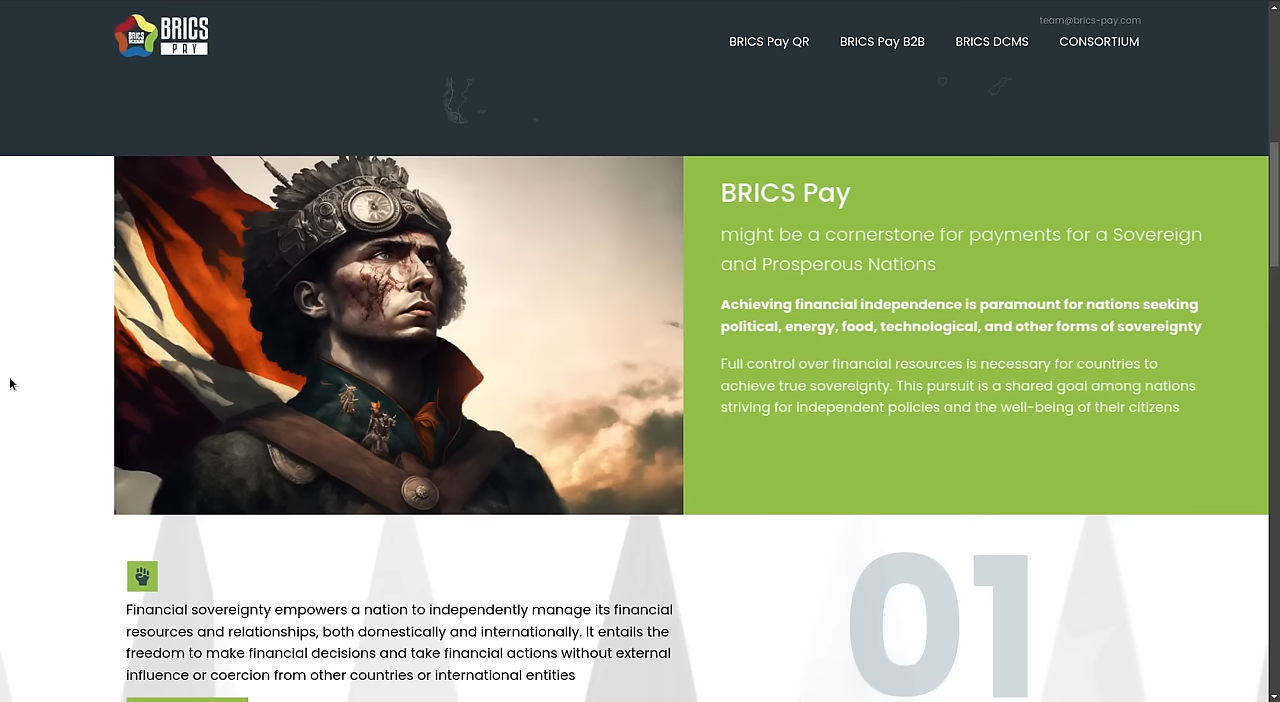 BRICS
PAY
team@brics-pay.com
BRICS Pay QR
BRICS Pay B2B
BRICS DCMS
CONSORTIUM
BRICS Pay
might be a cornerstone for payments for a Sovereign
and Prosperous Nations
Achieving financial independence is paramount for nations seeking
political, energy, food, technological, and other forms of sovereignty
Full control over financial resources is necessary for countries to
achieve true sovereignty. This pursuit is a shared goal among nations
striving for independent policies and the well-being of their citizens
01
Financial sovereignty empowers a nation to independently manage its financial
resources and relationships, both domestically and internationally. It entails the
freedom to make financial decisions and take financial actions without external
influence or coercion from other countries or international entities